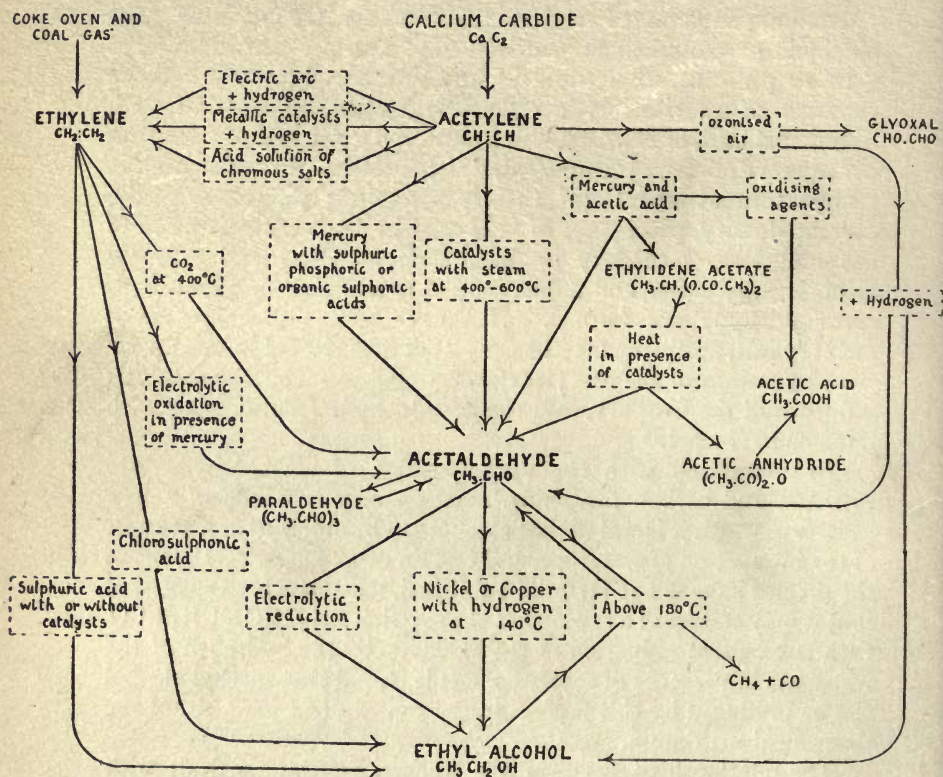 COKE OVEN AND
COAL GAS
CALCIUM CARBIDE
Ca C2
Electric arc
+ hydrogen
ETHYLENE
CH2:CH2
Metallic catalysts
+ hydrogen
ACETYLENE
CH:CH
ozonised
air
GLYOXAL
CHO.CHO
Acid solution of
chromous salts
Mercury and
acetic acid
oxidising
agents
CO2
at 400°C
Mercury
with sulphuric
phosphoric or
organic sulphonic
acids
Catalysts
with steam
at 400°-600°C
ETHYLIDENE ACETATE
CH3.CH.(O.CO.CH3)2
+ Hydrogen
Heat
in presence
of catalysts
Electrolytic
oxidation
in presence
of mercury
ACETIC ACID
CH3.COOH
ACETALDEHYDE
CH3.CHO
ACETIC ANHYDRIDE
(CH3.CO)2.O
PARALDEHYDE
(CH3.CHO)3
Chlorosulphonic
acid
Sulphuric acid
with or without
catalysts
Electrolytic
reduction
Nickel or Copper
with hydrogen
at 140°C
Above 180°C
CH4 + CO
ETHYL ALCOHOL
CH3 CH2 OH